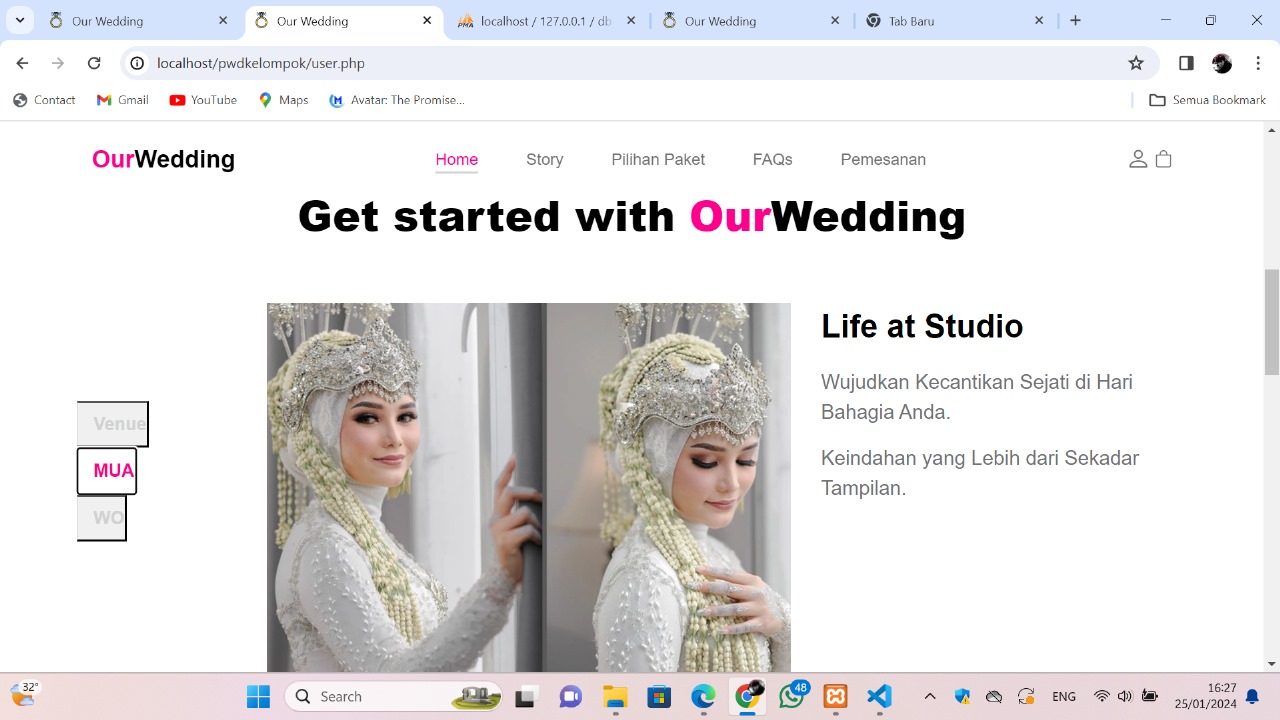 Our Wedding
Our Wedding
localhost / 127.0.0.1 / db
Our Wedding
Tab Baru
localhost/pwdkelompok/user.php
Contact
Gmail
YouTube
Maps
Avatar: The Promise...
Semua Bookmark
OurWedding
Home
Story
Pilihan Paket
FAQs
Pemesanan
Get started with OurWedding
Life at Studio
Wujudkan Kecantikan Sejati di Hari
Bahagia Anda.
Keindahan yang Lebih dari Sekadar
Tampilan.
Venue
MUA
WO
32°
Search
48
ENG
16:27
25/01/2024